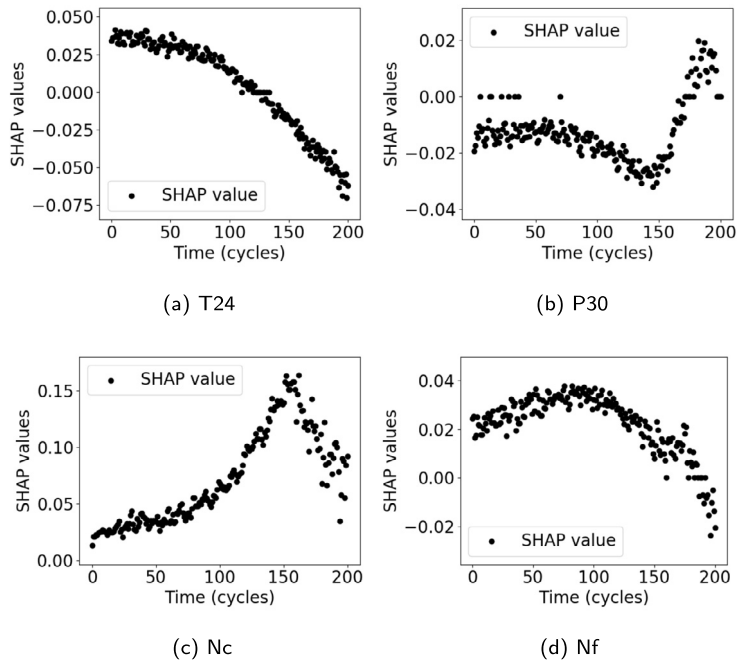 0.050
0.025
0.000
−0.025
−0.050
−0.075
SHAP values
SHAP value
0 50 100 150 200
Time (cycles)
(a) T24
0.02
0.00
−0.02
−0.04
SHAP values
SHAP value
0 50 100 150 200
Time (cycles)
(b) P30
0.15
0.10
0.05
0.00
SHAP values
SHAP value
0 50 100 150 200
Time (cycles)
(c) Nc
0.04
0.02
0.00
−0.02
SHAP values
SHAP value
0 50 100 150 200
Time (cycles)
(d) Nf